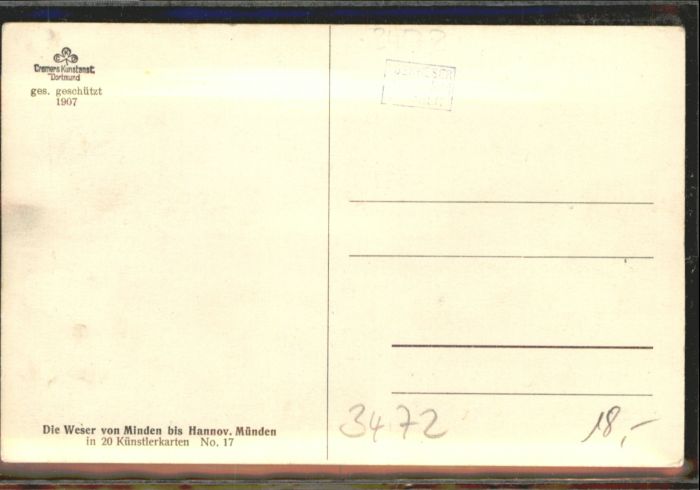 Cramers Kunstanst.
Dortmund
ges. geschützt
1907
3472
Die Weser von Minden bis Hannov. Münden
in 20 Künstlerkarten No. 17
3472
18,-